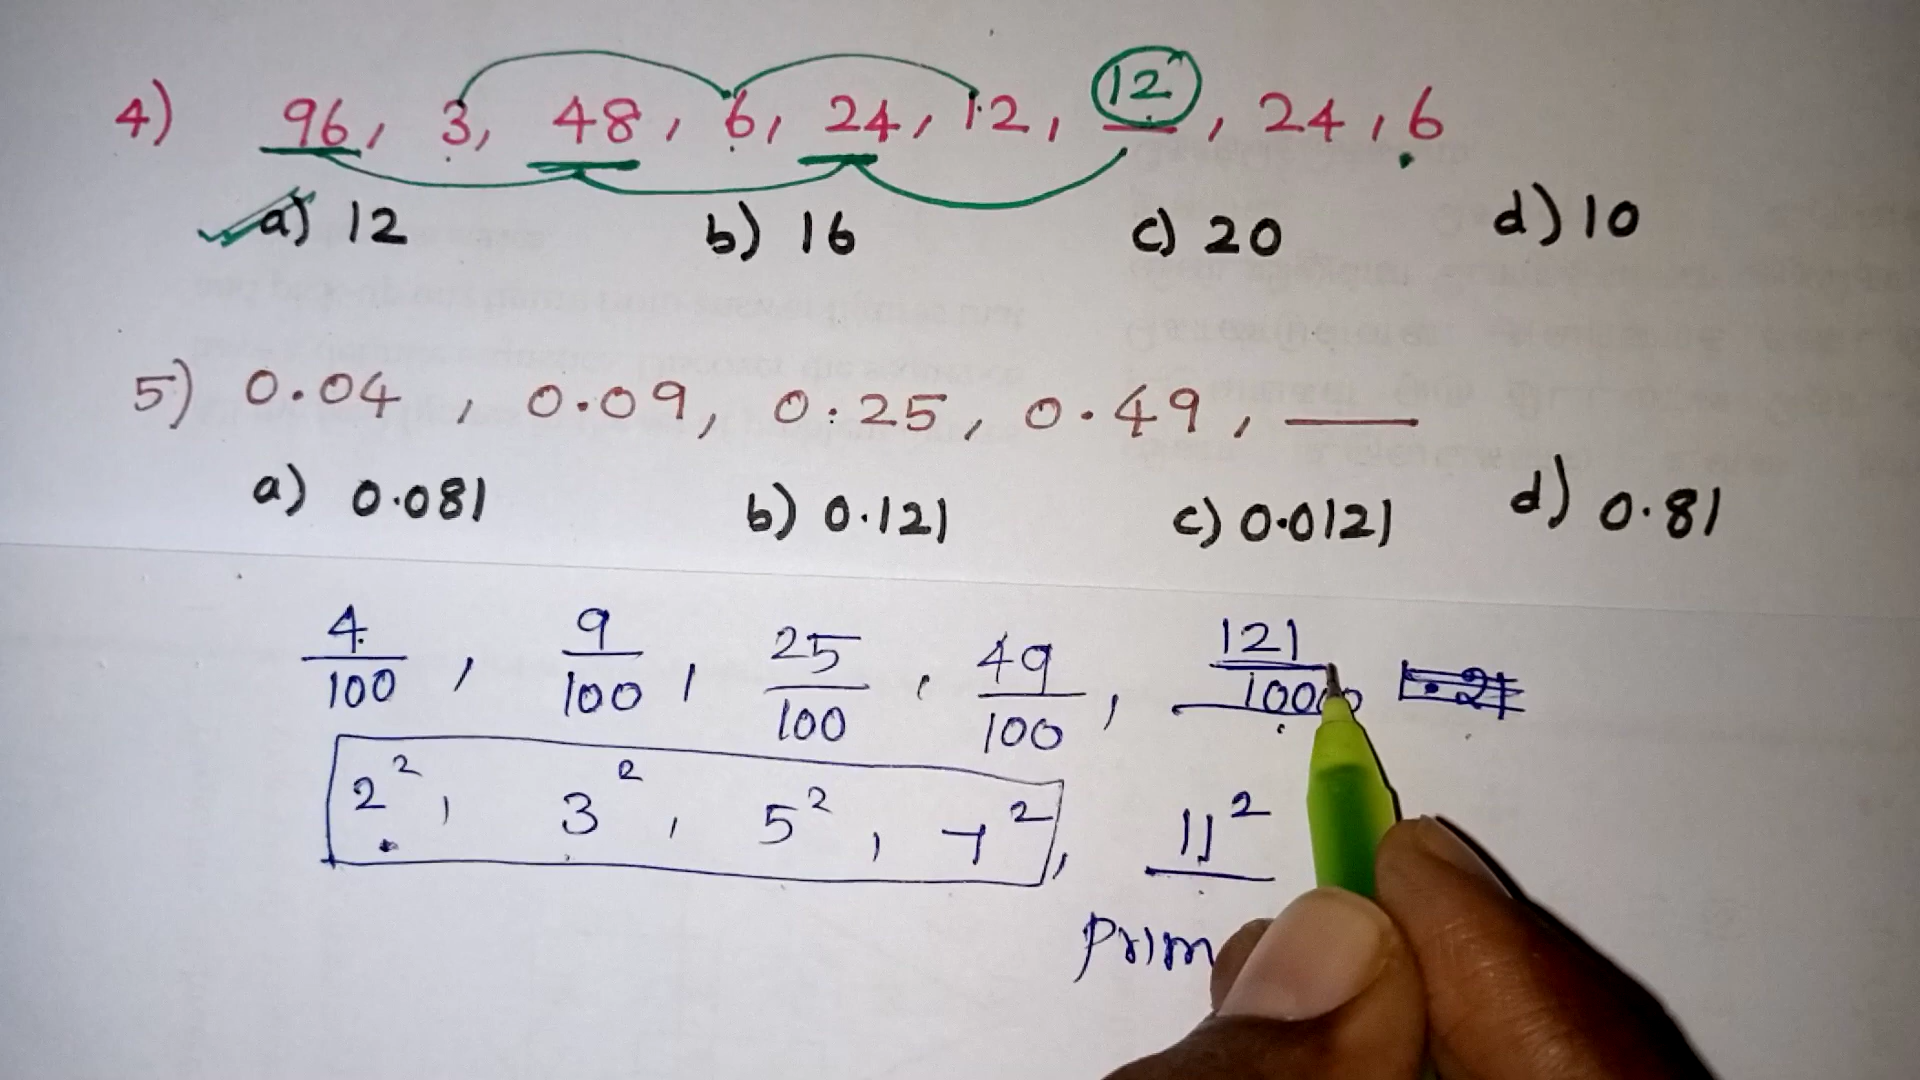 4) 96, 3, 48, 6, 24, 12, 12, 24, 6
a) 12 b) 16 c) 20 d) 10
5) 0.04, 0.09, 0.25, 0.49, ___
a) 0.081 b) 0.121 c) 0.0121 d) 0.81
4/100, 9/100, 25/100, 49/100, 121/1000
2², 3², 5², 7², 11²
prim